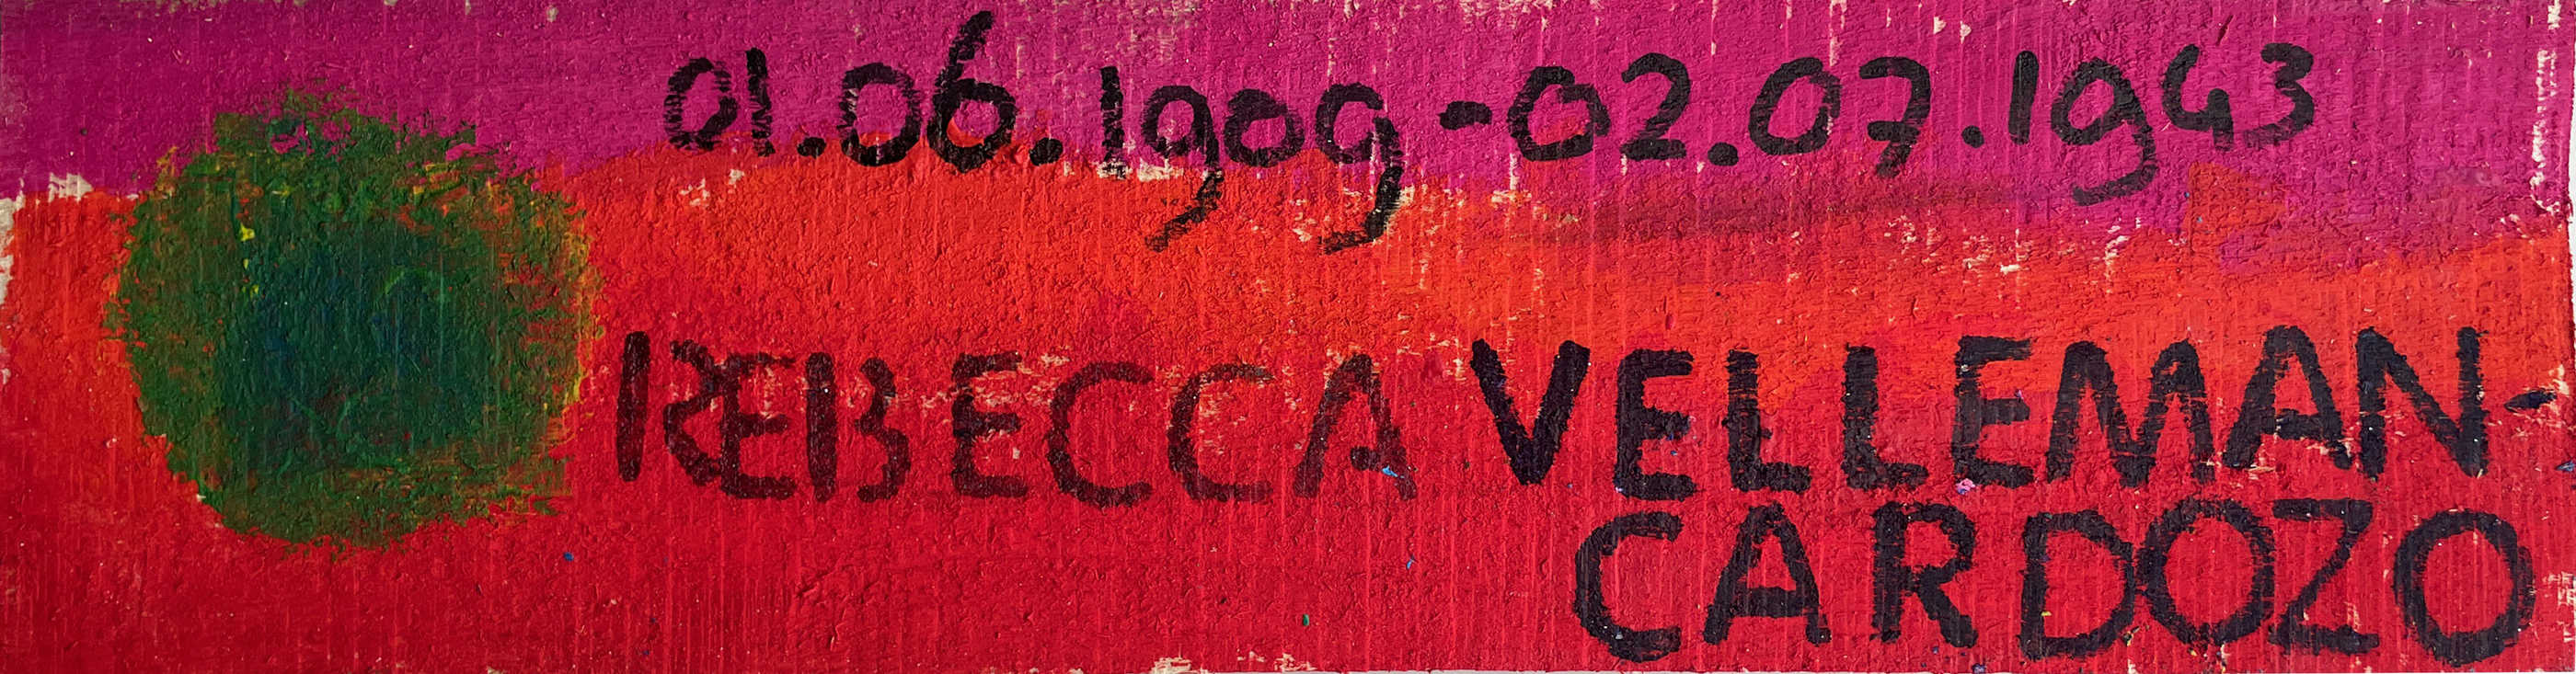 01.06.1909-02.07.1943
REBECCA VELLEMAN-
CARDOZO